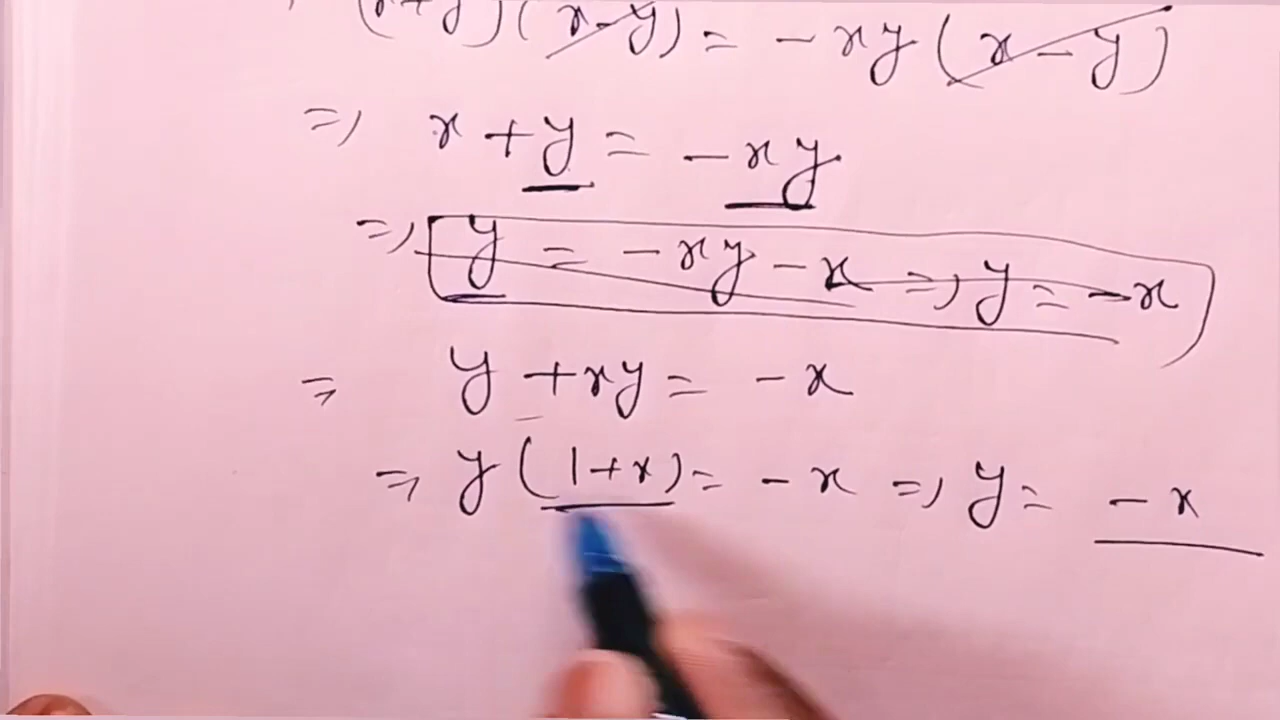 (x+y)(x-y) = -xy(x-y)
=> x + y = -xy
=> y = -xy - x => y = -x
=> y + xy = -x
=> y(1+x) = -x => y = -x